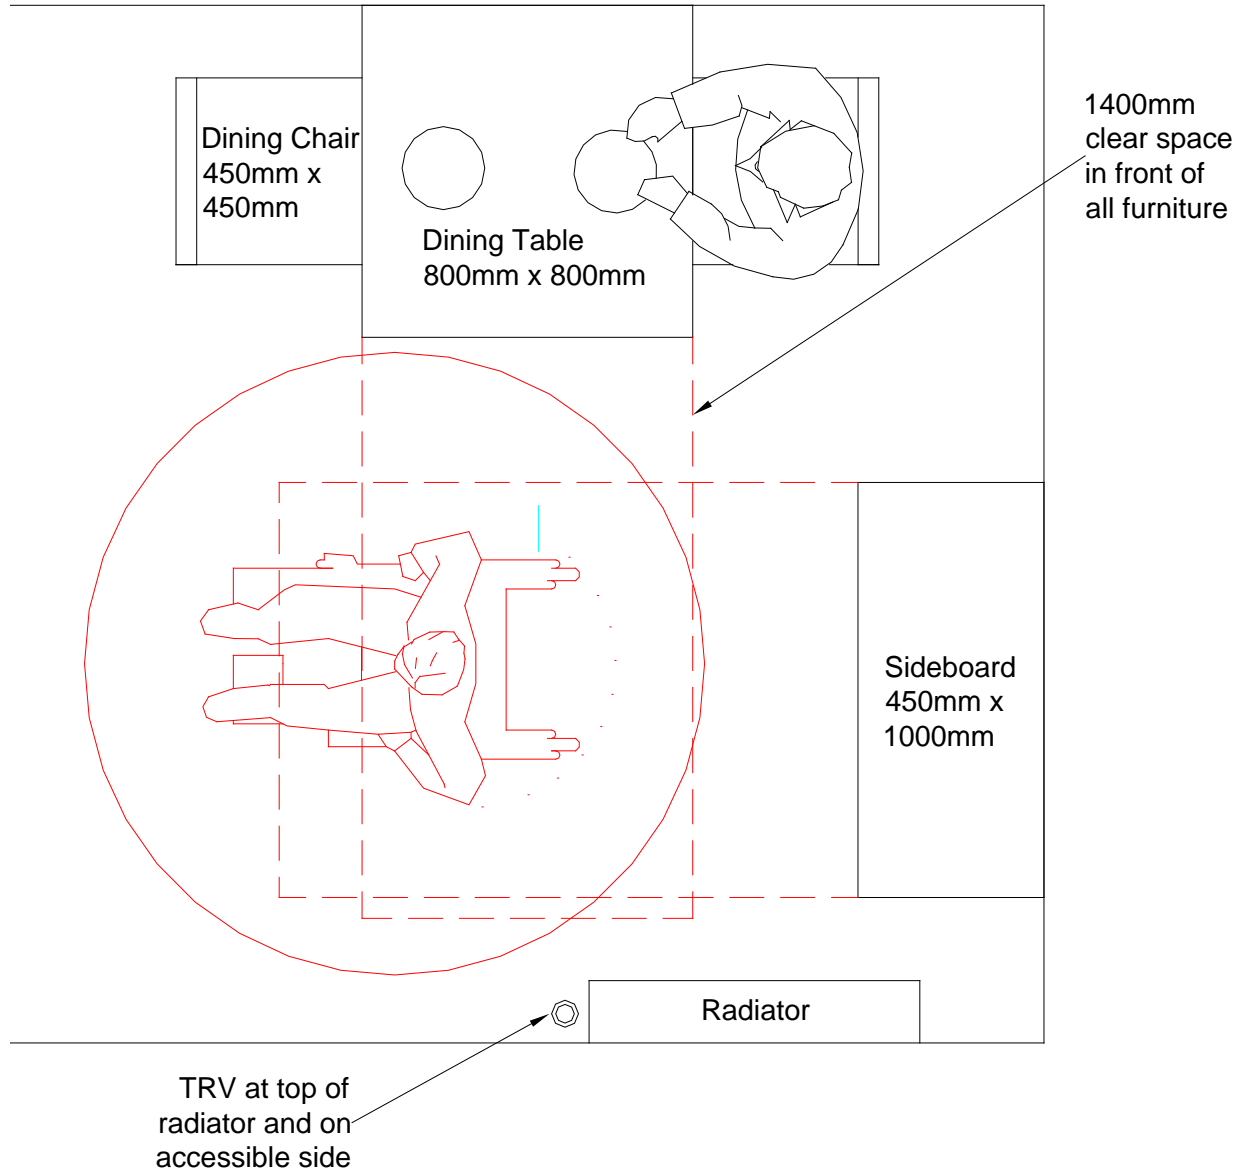 Dining Chair
450mm x
450mm
Dining Table
800mm x 800mm
1400mm
clear space
in front of
all furniture
Sideboard
450mm x
1000mm
Radiator
TRV at top of
radiator and on
accessible side